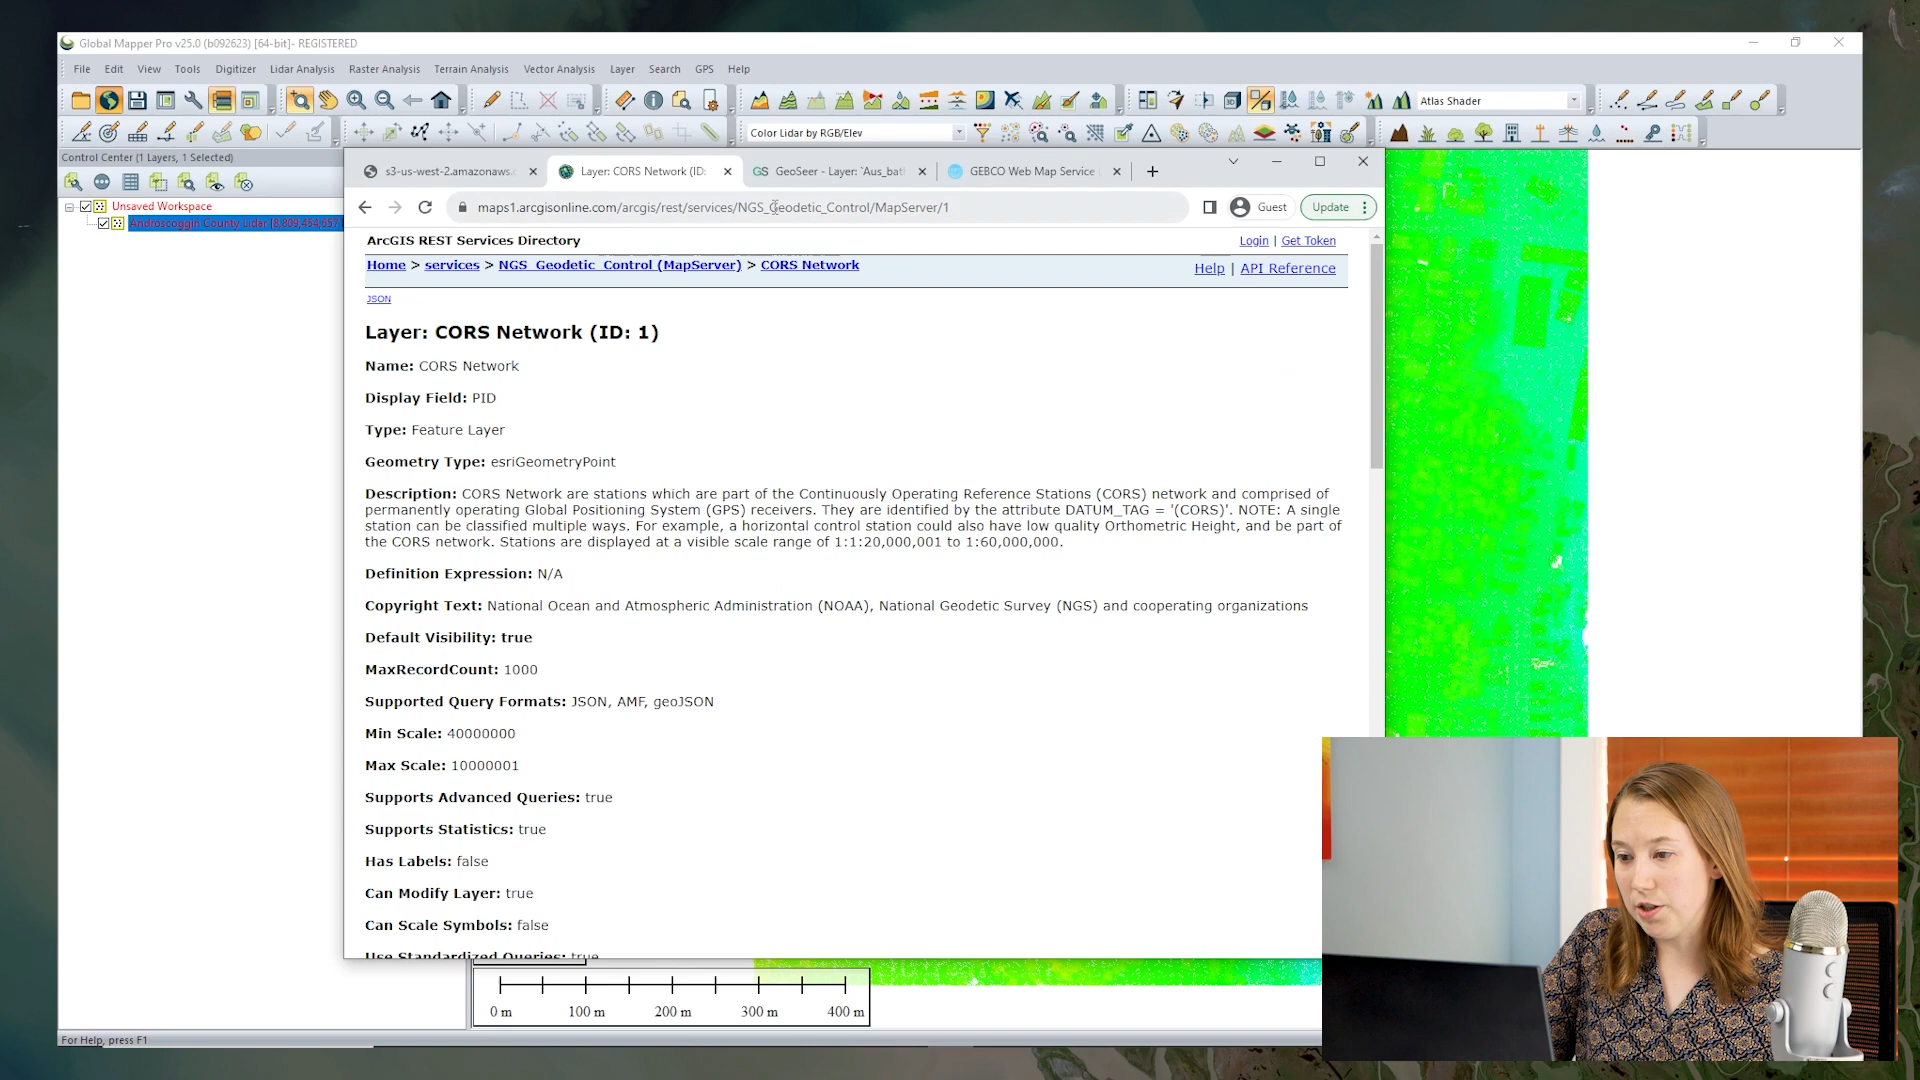 Global Mapper Pro v25.0 (b092623) [64-bit]- REGISTERED
File Edit View Tools Digitizer Lidar Analysis Raster Analysis Terrain Analysis Vector Analysis Layer Search GPS Help
Atlas Shader
Color Lidar by RGB/Elev
Control Center (1 Layers, 1 Selected)
Unsaved Workspace
Androscoggin County Lidar
s3-us-west-2.amazonaws.c
Layer: CORS Network (ID:
GS GeoSeer - Layer: `Aus_bat
GEBCO Web Map Service
maps1.arcgisonline.com/arcgis/rest/services/NGS_Geodetic_Control/MapServer/1
Guest
Update
ArcGIS REST Services Directory
Login | Get Token
Home > services > NGS_Geodetic_Control (MapServer) > CORS Network
Help | API Reference
JSON
Layer: CORS Network (ID: 1)
Name: CORS Network
Display Field: PID
Type: Feature Layer
Geometry Type: esriGeometryPoint
Description: CORS Network are stations which are part of the Continuously Operating Reference Stations (CORS) network and comprised of
permanently operating Global Positioning System (GPS) receivers. They are identified by the attribute DATUM_TAG = '(CORS)'. NOTE: A single
station can be classified multiple ways. For example, a horizontal control station could also have low quality Orthometric Height, and be part of
the CORS network. Stations are displayed at a visible scale range of 1:1:20,000,001 to 1:60,000,000.
Definition Expression: N/A
Copyright Text: National Ocean and Atmospheric Administration (NOAA), National Geodetic Survey (NGS) and cooperating organizations
Default Visibility: true
MaxRecordCount: 1000
Supported Query Formats: JSON, AMF, geoJSON
Min Scale: 40000000
Max Scale: 10000001
Supports Advanced Queries: true
Supports Statistics: true
Has Labels: false
Can Modify Layer: true
Can Scale Symbols: false
Use Standardized Queries: true
0 m 100 m 200 m 300 m 400 m
For Help, press F1